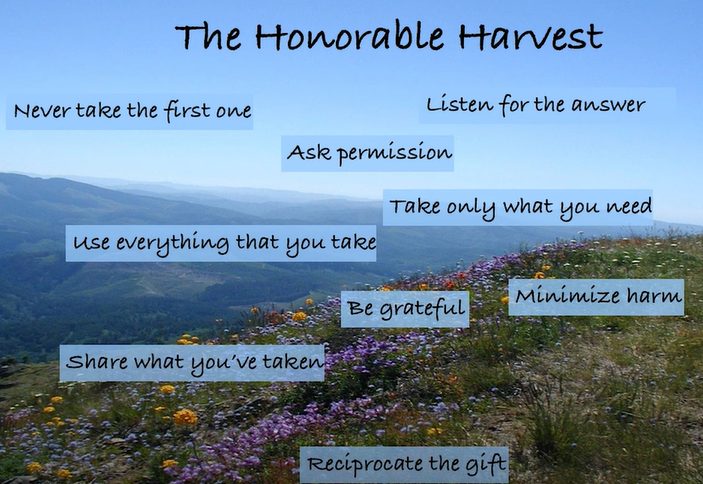 The Honorable Harvest
Never take the first one
Listen for the answer
Ask permission
Take only what you need
Use everything that you take
Be grateful
Minimize harm
Share what you've taken
Reciprocate the gift